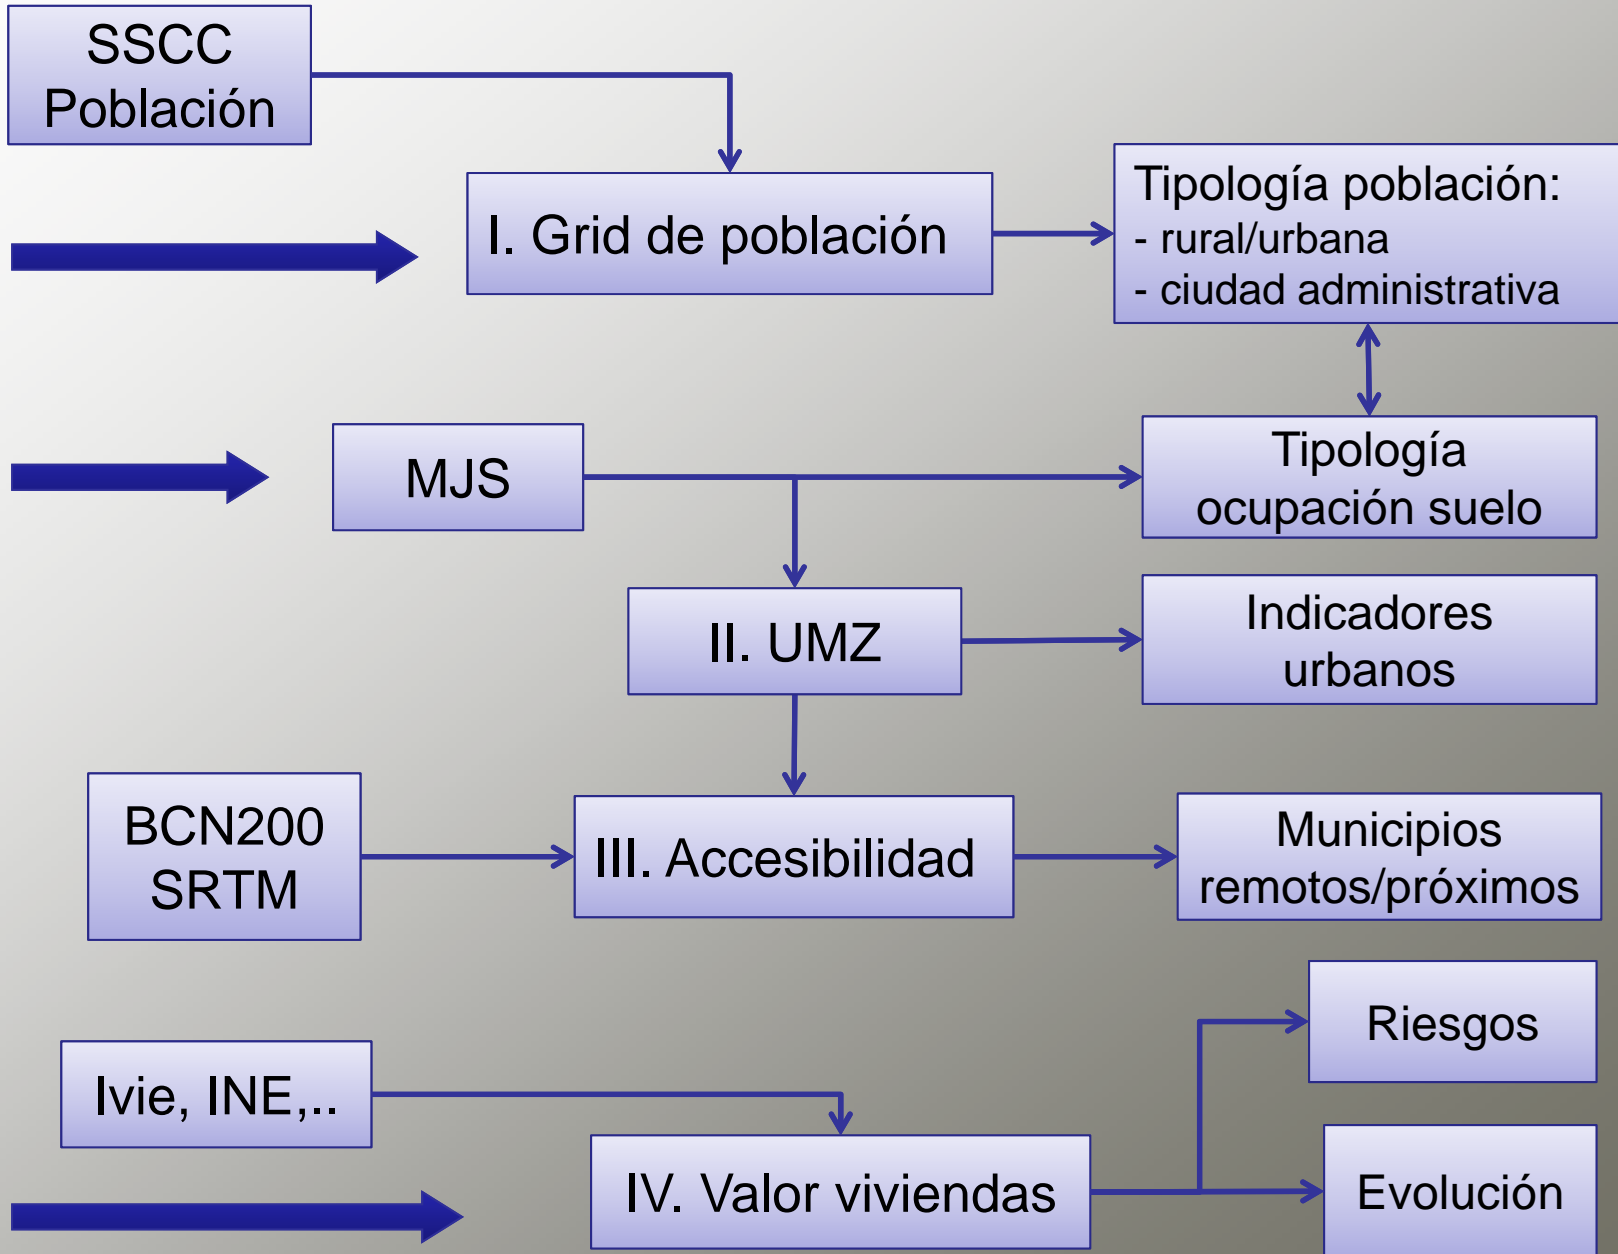 SSCC
Población
I. Grid de población
Tipología población:
- rural/urbana
- ciudad administrativa
MJS
Tipología
ocupación suelo
II. UMZ
Indicadores
urbanos
BCN200
SRTM
III. Accesibilidad
Municipios
remotos/próximos
Riesgos
Ivie, INE,..
IV. Valor viviendas
Evolución